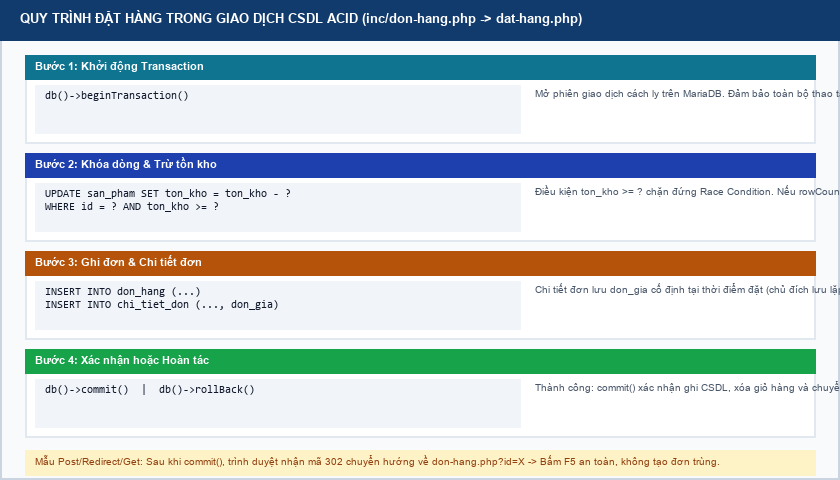 QUY TRÌNH ĐẶT HÀNG TRONG GIAO DỊCH CSDL ACID (inc/don-hang.php -> dat-hang.php)
Bước 1: Khởi động Transaction
db()->beginTransaction()
Mở phiên giao dịch cách ly trên MariaDB. Đảm bảo toàn bộ thao
Bước 2: Khóa dòng & Trừ tồn kho
UPDATE san_pham SET ton_kho = ton_kho - ?
WHERE id = ? AND ton_kho >= ?
Điều kiện ton_kho >= ? chặn đứng Race Condition. Nếu rowCoun
Bước 3: Ghi đơn & Chi tiết đơn
INSERT INTO don_hang (...)
INSERT INTO chi_tiet_don (..., don_gia)
Chi tiết đơn lưu don_gia cố định tại thời điểm đặt (chủ đích lưu
Bước 4: Xác nhận hoặc Hoàn tác
db()->commit() | db()->rollBack()
Thành công: commit() xác nhận ghi CSDL, xóa giỏ hàng và
Mẫu Post/Redirect/Get: Sau khi commit(), trình duyệt nhận mã 302 chuyển hướng về don-hang.php?id=X -> Bấm F5 an toàn, không tạo đơn trùng.